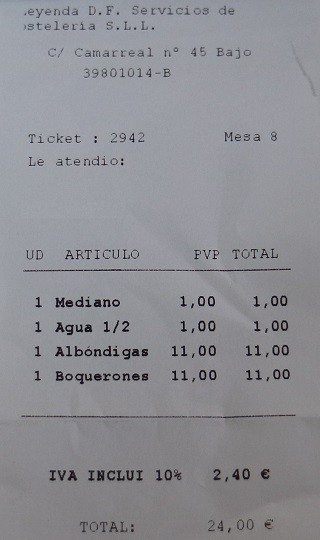 eyenda D.F. Servicios de
steleria S.L.L.
C/ Camarreal nº 45 Bajo
39801014-B
Ticket : 2942 Mesa 8
Le atendio:
UD ARTICULO PVP TOTAL
1 Mediano 1,00 1,00
1 Agua 1/2 1,00 1,00
1 Albóndigas 11,00 11,00
1 Boquerones 11,00 11,00
IVA INCLUI 10% 2,40 €
TOTAL: 24,00 €